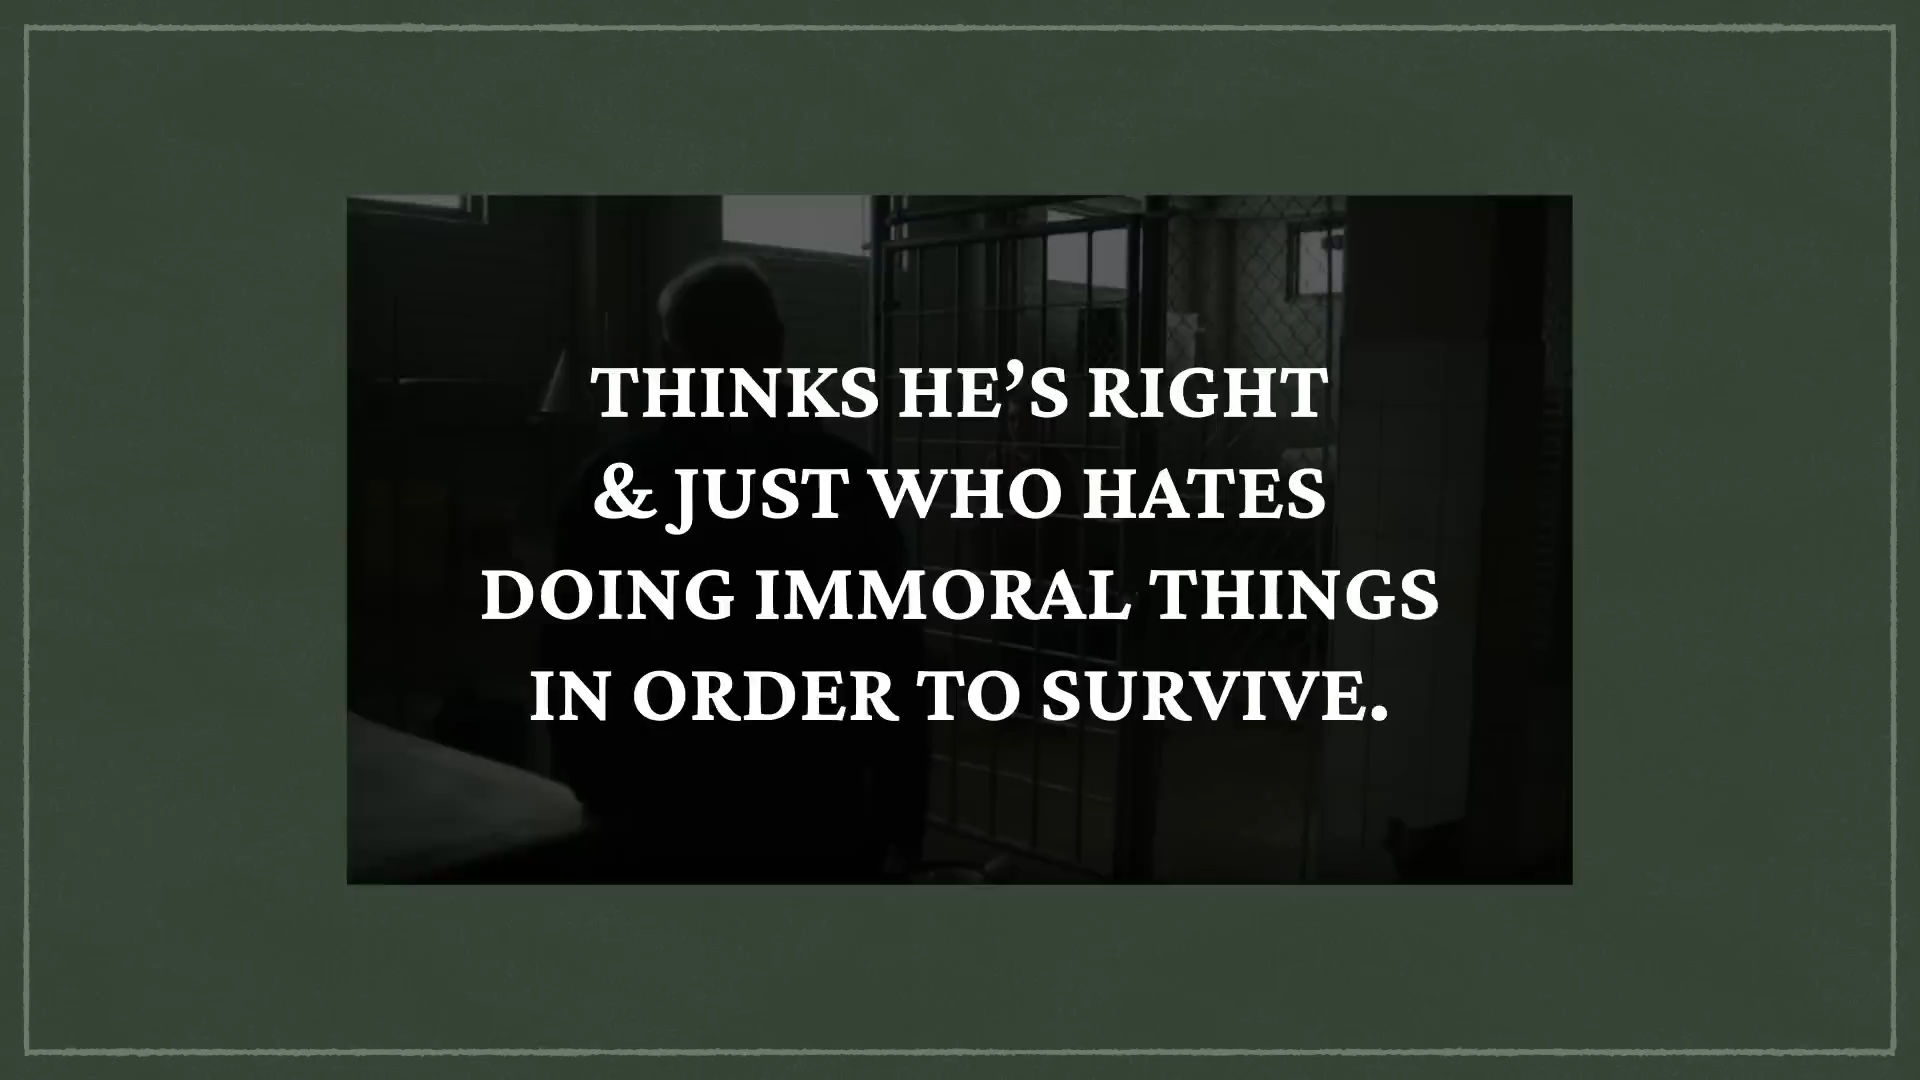 THINKS HE’S RIGHT
& JUST WHO HATES
DOING IMMORAL THINGS
IN ORDER TO SURVIVE.